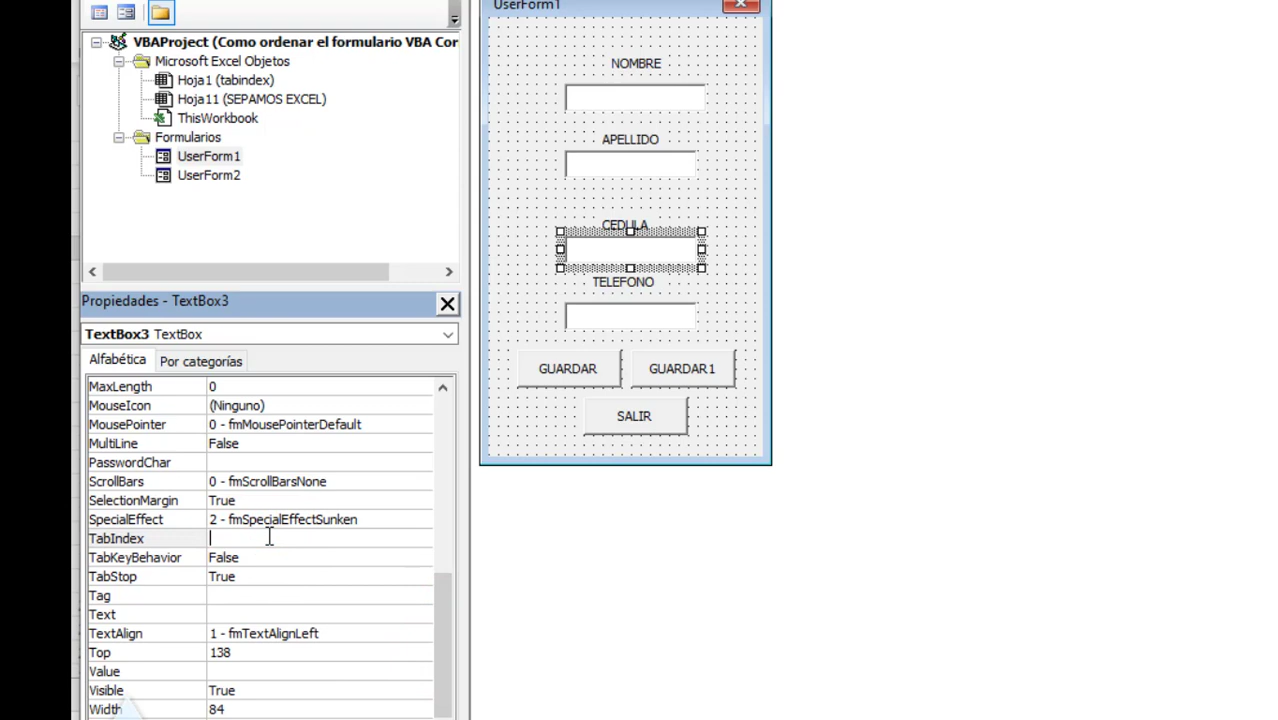 UserForm1
VBAProject (Como ordenar el formulario VBA Cor
Microsoft Excel Objetos
Hoja1 (tabindex)
Hoja11 (SEPAMOS EXCEL)
ThisWorkbook
Formularios
UserForm1
UserForm2
Propiedades - TextBox3
TextBox3 TextBox
Alfabética Por categorías
MaxLength 0
MouseIcon (Ninguno)
MousePointer 0 - fmMousePointerDefault
MultiLine False
PasswordChar
ScrollBars 0 - fmScrollBarsNone
SelectionMargin True
SpecialEffect 2 - fmSpecialEffectSunken
TabIndex
TabKeyBehavior False
TabStop True
Tag
Text
TextAlign 1 - fmTextAlignLeft
Top 138
Value
Visible True
Width 84
NOMBRE
APELLIDO
CEDULA
TELEFONO
GUARDAR GUARDAR1
SALIR